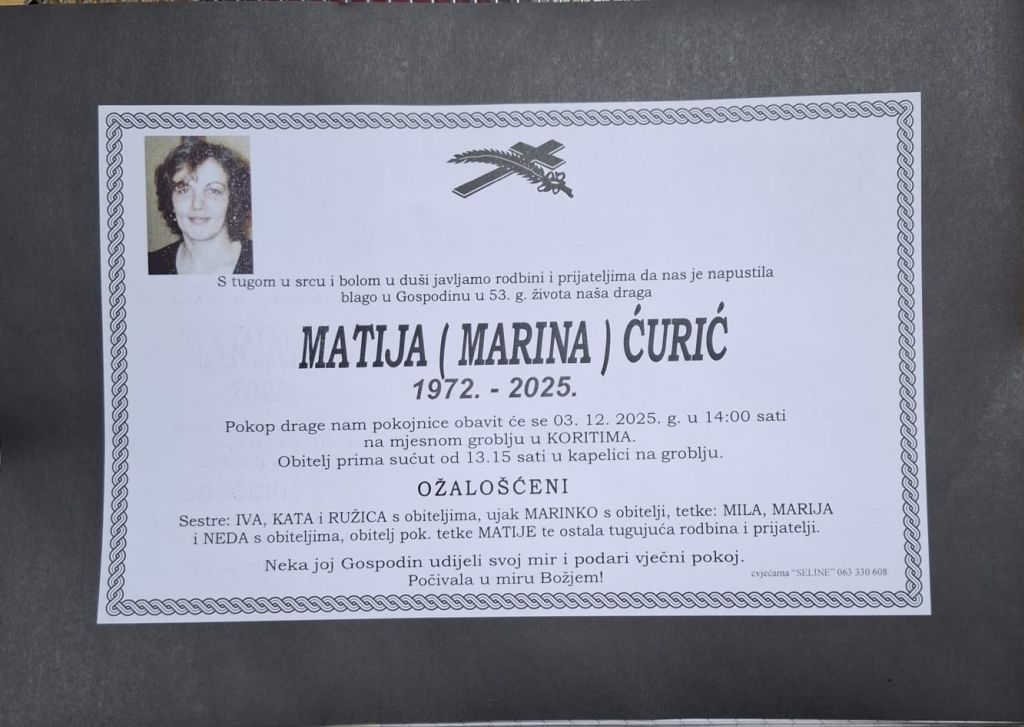 S tugom u srcu i bolom u duši javljamo rodbini i prijateljima da nas je napustila
blago u Gospodinu u 53. g. života naša draga
MATIJA ( MARINA ) ĆURIĆ
1972. - 2025.
Pokop drage nam pokojnice obavit će se 03. 12. 2025. g. u 14:00 sati
na mjesnom groblju u KORITIMA.
Obitelj prima sućut od 13.15 sati u kapelici na groblju.
OŽALOŠĆENI
Sestre: IVA, KATA i RUŽICA s obiteljima, ujak MARINKO s obitelji, tetke: MILA, MARIJA
i NEDA s obiteljima, obitelj pok. tetke MATIJE te ostala tugujuća rodbina i prijatelji.
Neka joj Gospodin udijeli svoj mir i podari vječni pokoj.
Počivala u miru Božjem!
cvjećarna "SELINE" 063 330 608